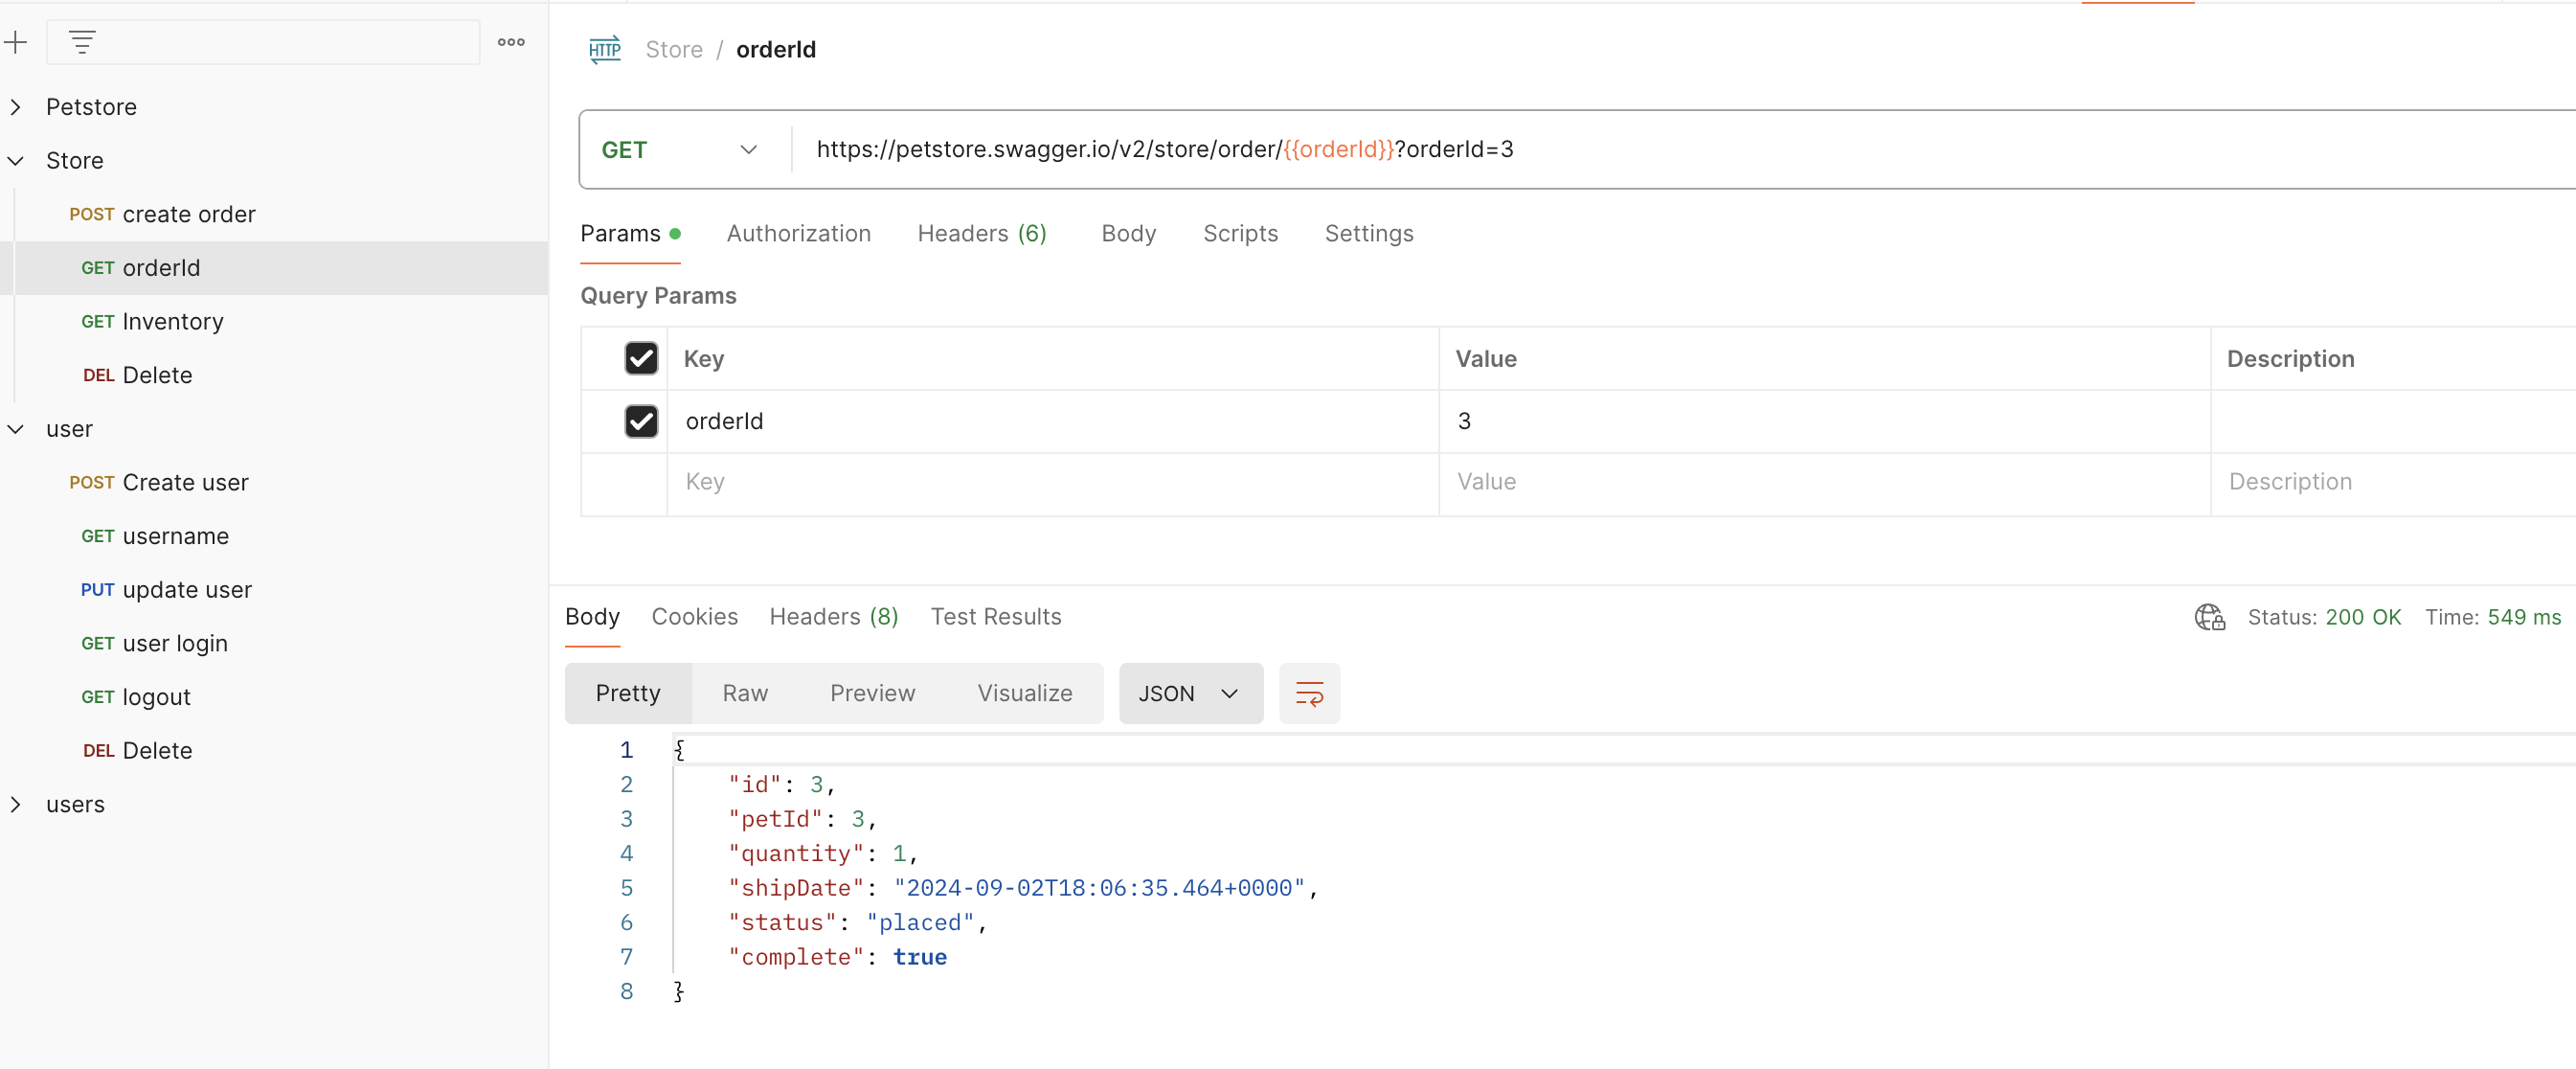 Petstore
Store
POST create order
GET orderId
GET Inventory
DEL Delete
user
POST Create user
GET username
PUT update user
GET user login
GET logout
DEL Delete
users
HTTP Store / orderId
GET https://petstore.swagger.io/v2/store/order/{{orderId}}?orderId=3
Params Authorization Headers (6) Body Scripts Settings
Query Params
Key Value Description
orderId 3
Key Value Description
Body Cookies Headers (8) Test Results Status: 200 OK Time: 549 ms
Pretty Raw Preview Visualize JSON
1 {
2 "id": 3,
3 "petId": 3,
4 "quantity": 1,
5 "shipDate": "2024-09-02T18:06:35.464+0000",
6 "status": "placed",
7 "complete": true
8 }